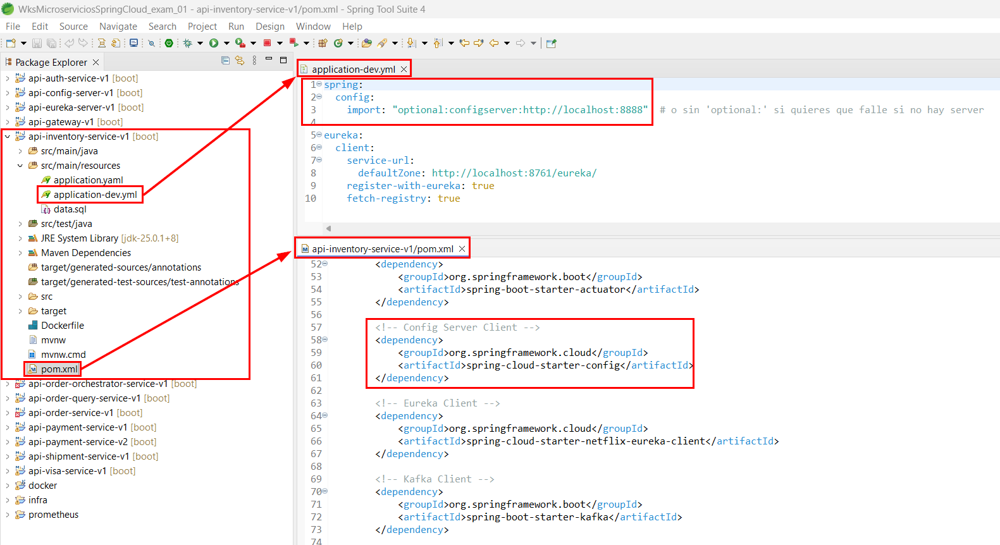 WksMicroserviciosSpringCloud_exam_01 - api-inventory-service-v1/pom.xml - Spring Tool Suite 4
File Edit Source Navigate Search Project Run Design Window Help
Package Explorer
api-auth-service-v1 [boot]
api-config-server-v1 [boot]
api-eureka-server-v1 [boot]
api-gateway-v1 [boot]
api-inventory-service-v1 [boot]
src/main/java
src/main/resources
application.yaml
application-dev.yml
data.sql
src/test/java
JRE System Library [jdk-25.0.1+8]
Maven Dependencies
target/generated-sources/annotations
target/generated-test-sources/test-annotations
src
target
Dockerfile
mvnw
mvnw.cmd
pom.xml
api-order-orchestrator-service-v1 [boot]
api-order-query-service-v1 [boot]
api-order-service-v1 [boot]
api-payment-service-v1 [boot]
api-payment-service-v2 [boot]
api-shipment-service-v1 [boot]
api-visa-service-v1 [boot]
docker
infra
prometheus
application-dev.yml
1 spring:
2 config:
3 import: "optional:configserver:http://localhost:8888" # o sin 'optional:' si quieres que falle si no hay server
4
5 eureka:
6 client:
7 service-url:
8 defaultZone: http://localhost:8761/eureka/
9 register-with-eureka: true
10 fetch-registry: true
api-inventory-service-v1/pom.xml
52 <dependency>
53 <groupId>org.springframework.boot</groupId>
54 <artifactId>spring-boot-starter-actuator</artifactId>
55 </dependency>
56
57 <!-- Config Server Client -->
58 <dependency>
59 <groupId>org.springframework.cloud</groupId>
60 <artifactId>spring-cloud-starter-config</artifactId>
61 </dependency>
62
63 <!-- Eureka Client -->
64 <dependency>
65 <groupId>org.springframework.cloud</groupId>
66 <artifactId>spring-cloud-starter-netflix-eureka-client</artifactId>
67 </dependency>
68
69 <!-- Kafka Client -->
70 <dependency>
71 <groupId>org.springframework.boot</groupId>
72 <artifactId>spring-boot-starter-kafka</artifactId>
73 </dependency>
74